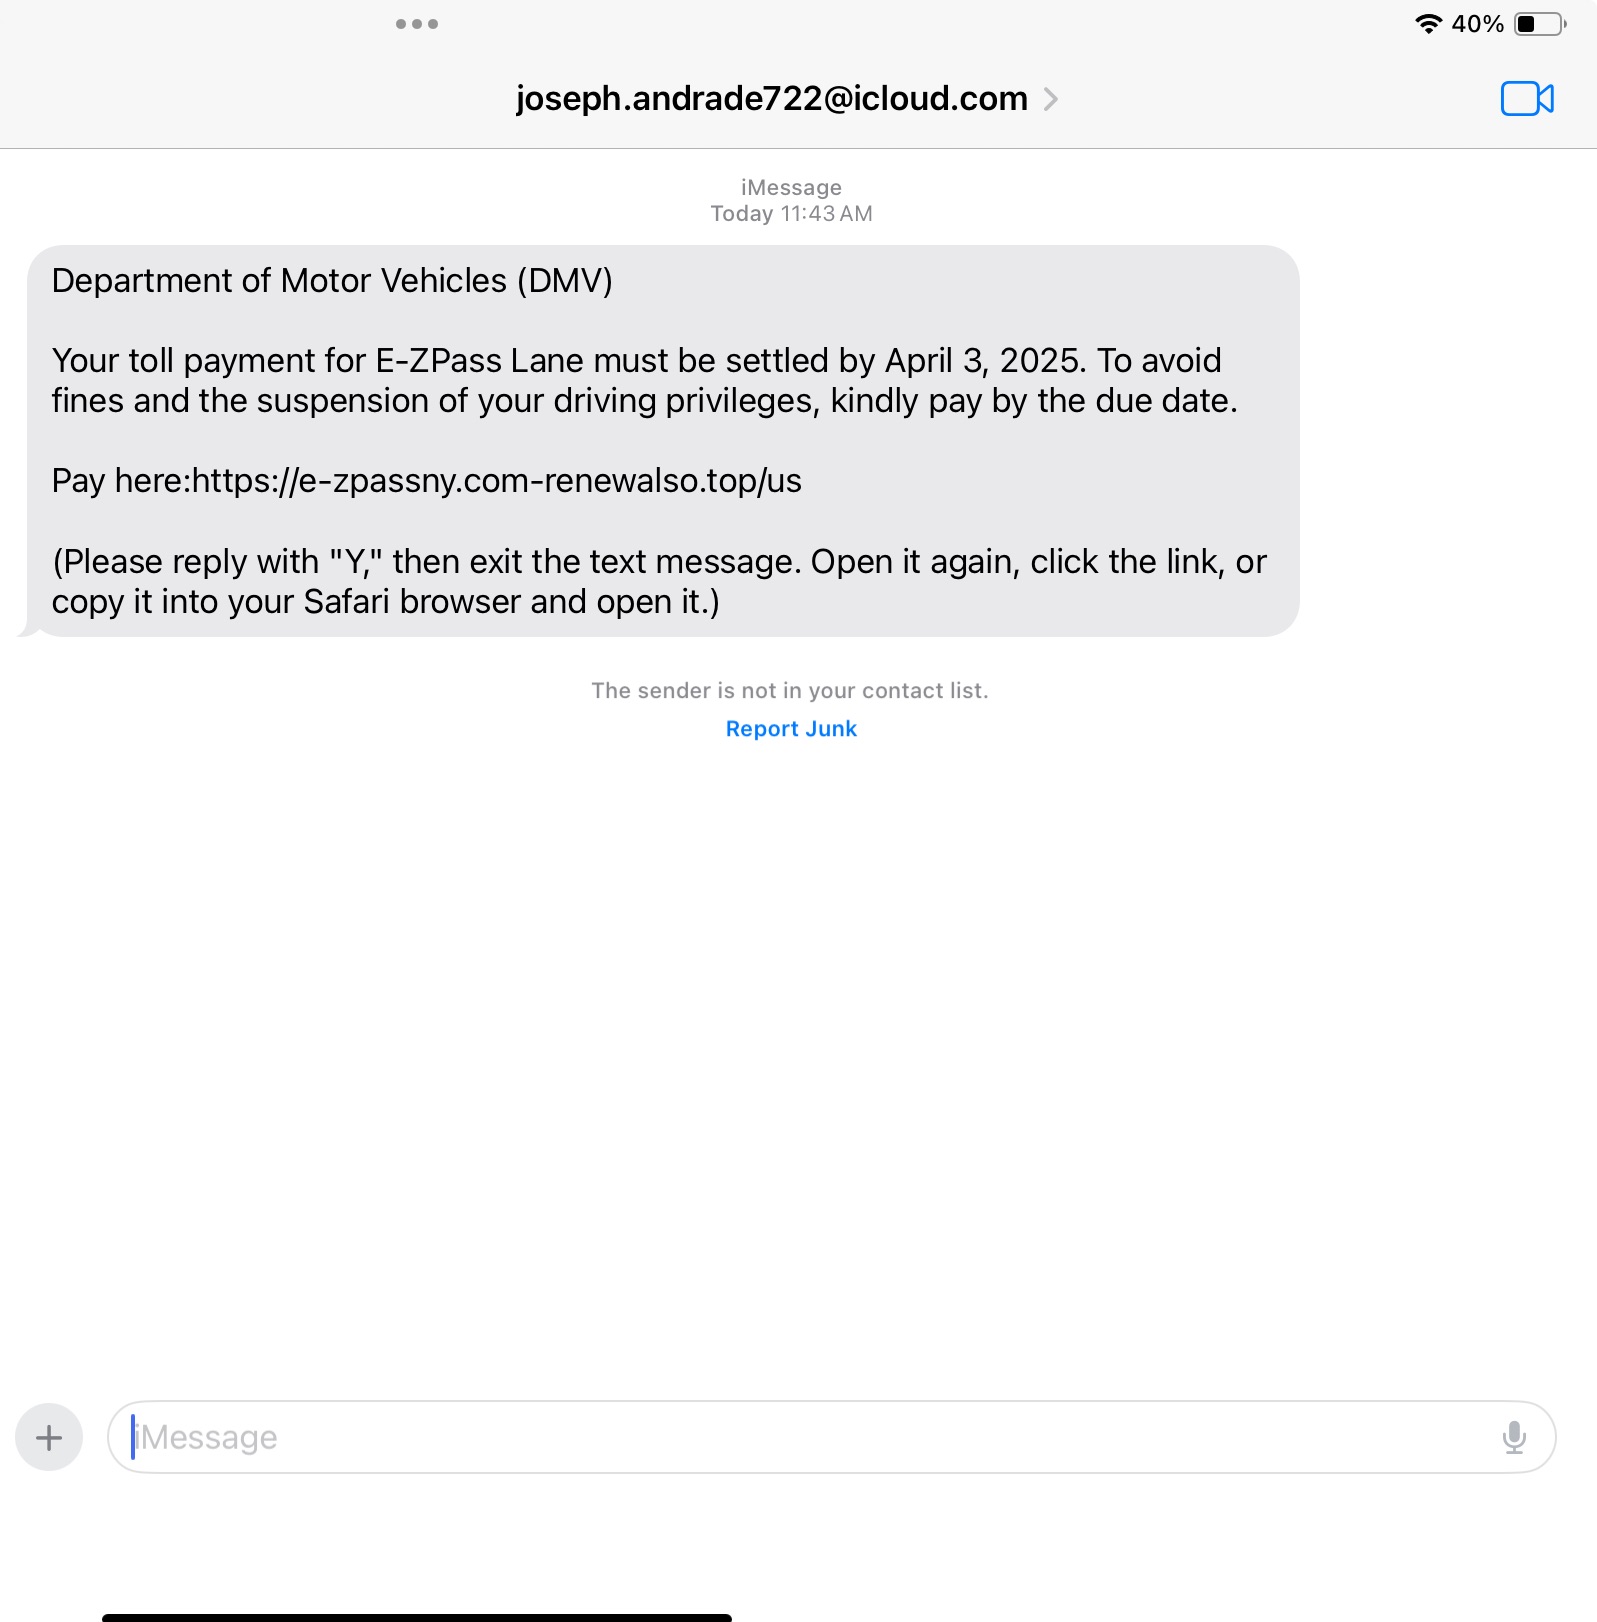 40%
joseph.andrade722@icloud.com
iMessage
Today 11:43 AM
Department of Motor Vehicles (DMV)
Your toll payment for E-ZPass Lane must be settled by April 3, 2025. To avoid
fines and the suspension of your driving privileges, kindly pay by the due date.
Pay here:https://e-zpassny.com-renewalso.top/us
(Please reply with "Y," then exit the text message. Open it again, click the link, or
copy it into your Safari browser and open it.)
The sender is not in your contact list.
Report Junk
iMessage